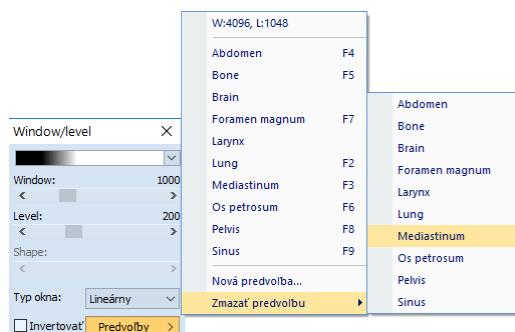 W:4096, L:1048
Abdomen F4
Bone F5
Brain
Foramen magnum F7
Larynx
Lung F2
Mediastinum F3
Os petrosum F6
Pelvis F8
Sinus F9
Nová predvoľba...
Zmazať predvoľbu
Window/level
Window: 1000
Level: 200
Shape:
Typ okna: Lineárny
Invertovať Predvoľby
Abdomen
Bone
Brain
Foramen magnum
Larynx
Lung
Mediastinum
Os petrosum
Pelvis
Sinus